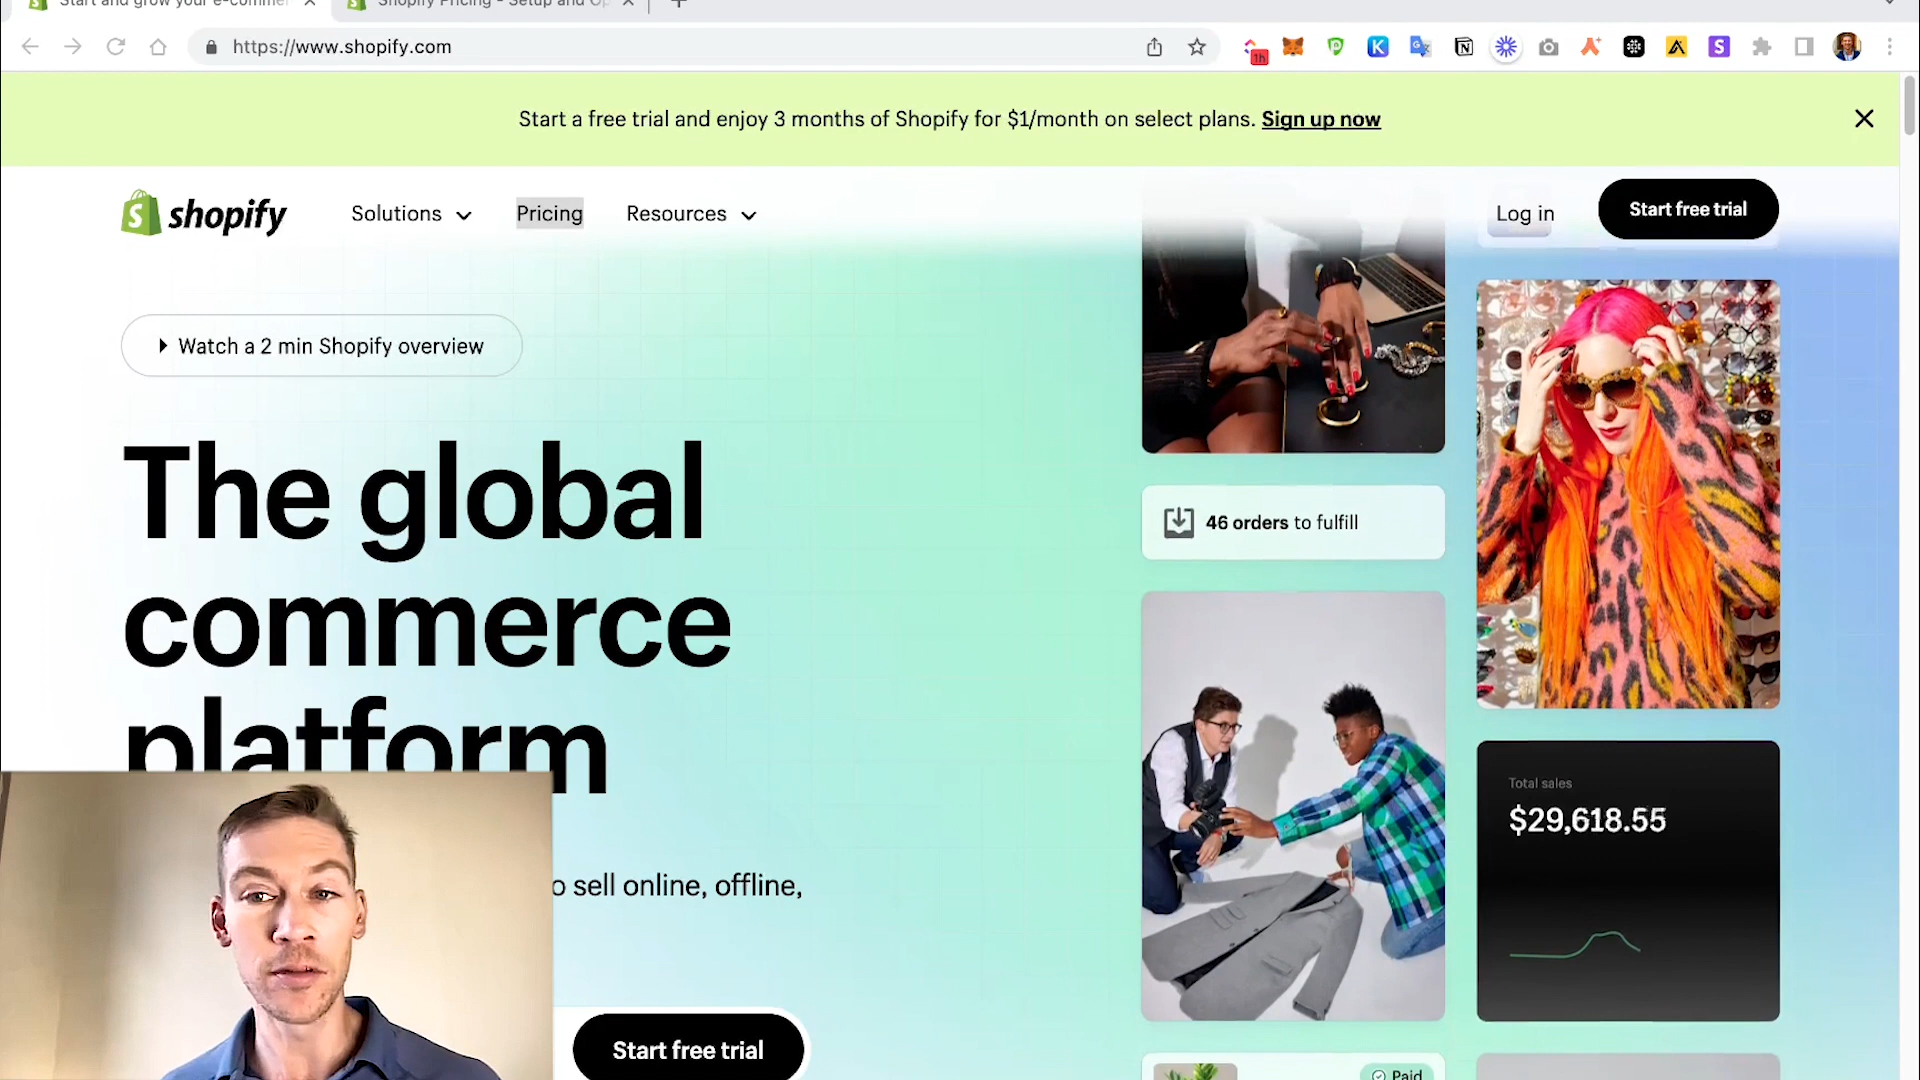 Start and grow your e-commer
Shopify Pricing - Setup and Op
https://www.shopify.com
1h
Start a free trial and enjoy 3 months of Shopify for $1/month on select plans. Sign up now
shopify
Solutions
Pricing
Resources
Log in
Start free trial
Watch a 2 min Shopify overview
The global
commerce
platform
o sell online, offline,
Start free trial
46 orders to fulfill
Total sales
$29,618.55
Paid